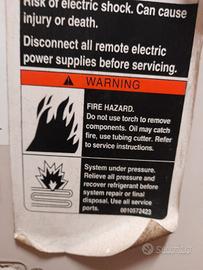 Risk of electric shock. Can cause
injury or death.
Disconnect all remote electric
power supplies before servicing.
WARNING
FIRE HAZARD.
Do not use torch to remove
components. Oil may catch
fire, use tubing cutter. Refer
to service instructions.
System under pressure.
Relieve all pressure and
recover refrigerant before
system repair or final
disposal. Use all service
ports.
0010572423
Subito